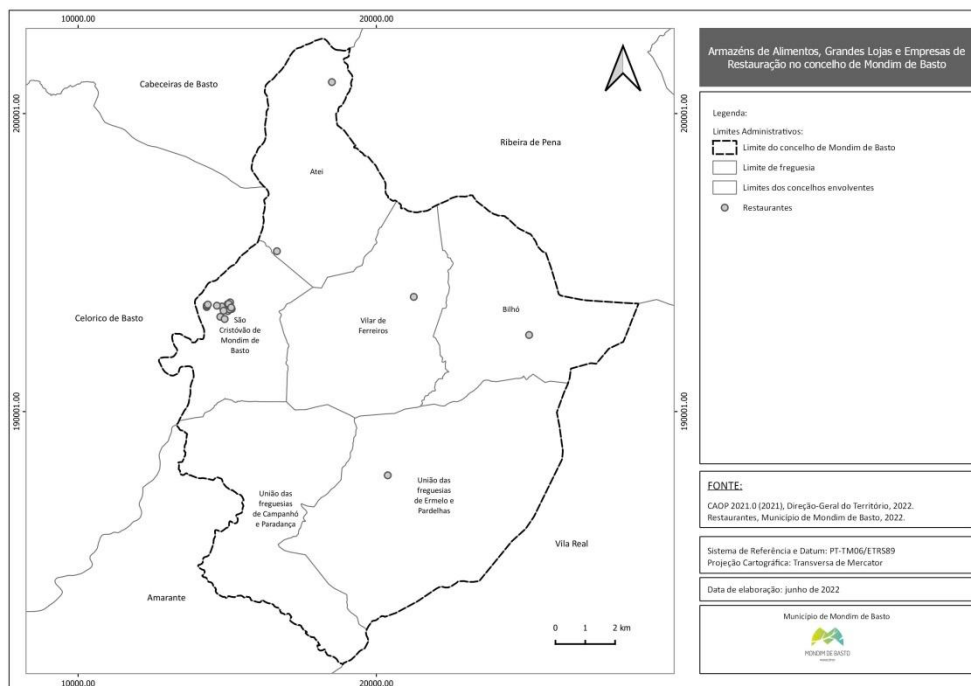 10000.00
20000.00
200001.00
200001.00
Cabeceiras de Basto
Ribeira de Pena
Atei
Celorico de Basto
São
Cristóvão de
Mondim de
Basto
Vilar de
Ferreiros
Bilhó
190001.00
190001.00
União das
freguesias
de Campanhó
e Paradança
União das
freguesias
de Ermelo e
Pardelhas
Vila Real
Amarante
0 1 2 km
10000.00
20000.00
Armazéns de Alimentos, Grandes Lojas e Empresas de
Restauração no concelho de Mondim de Basto
Legenda:
Limites Administrativos:
Limite do concelho de Mondim de Basto
Limite de freguesia
Limites dos concelhos envolventes
Restaurantes
FONTE:
CAOP 2021.0 (2021), Direção-Geral do Território, 2022.
Restaurantes, Município de Mondim de Basto, 2022.
Sistema de Referência e Datum: PT-TM06/ETRS89
Projeção Cartográfica: Transversa de Mercator
Data de elaboração: junho de 2022
Município de Mondim de Basto
MONDIM DE BASTO